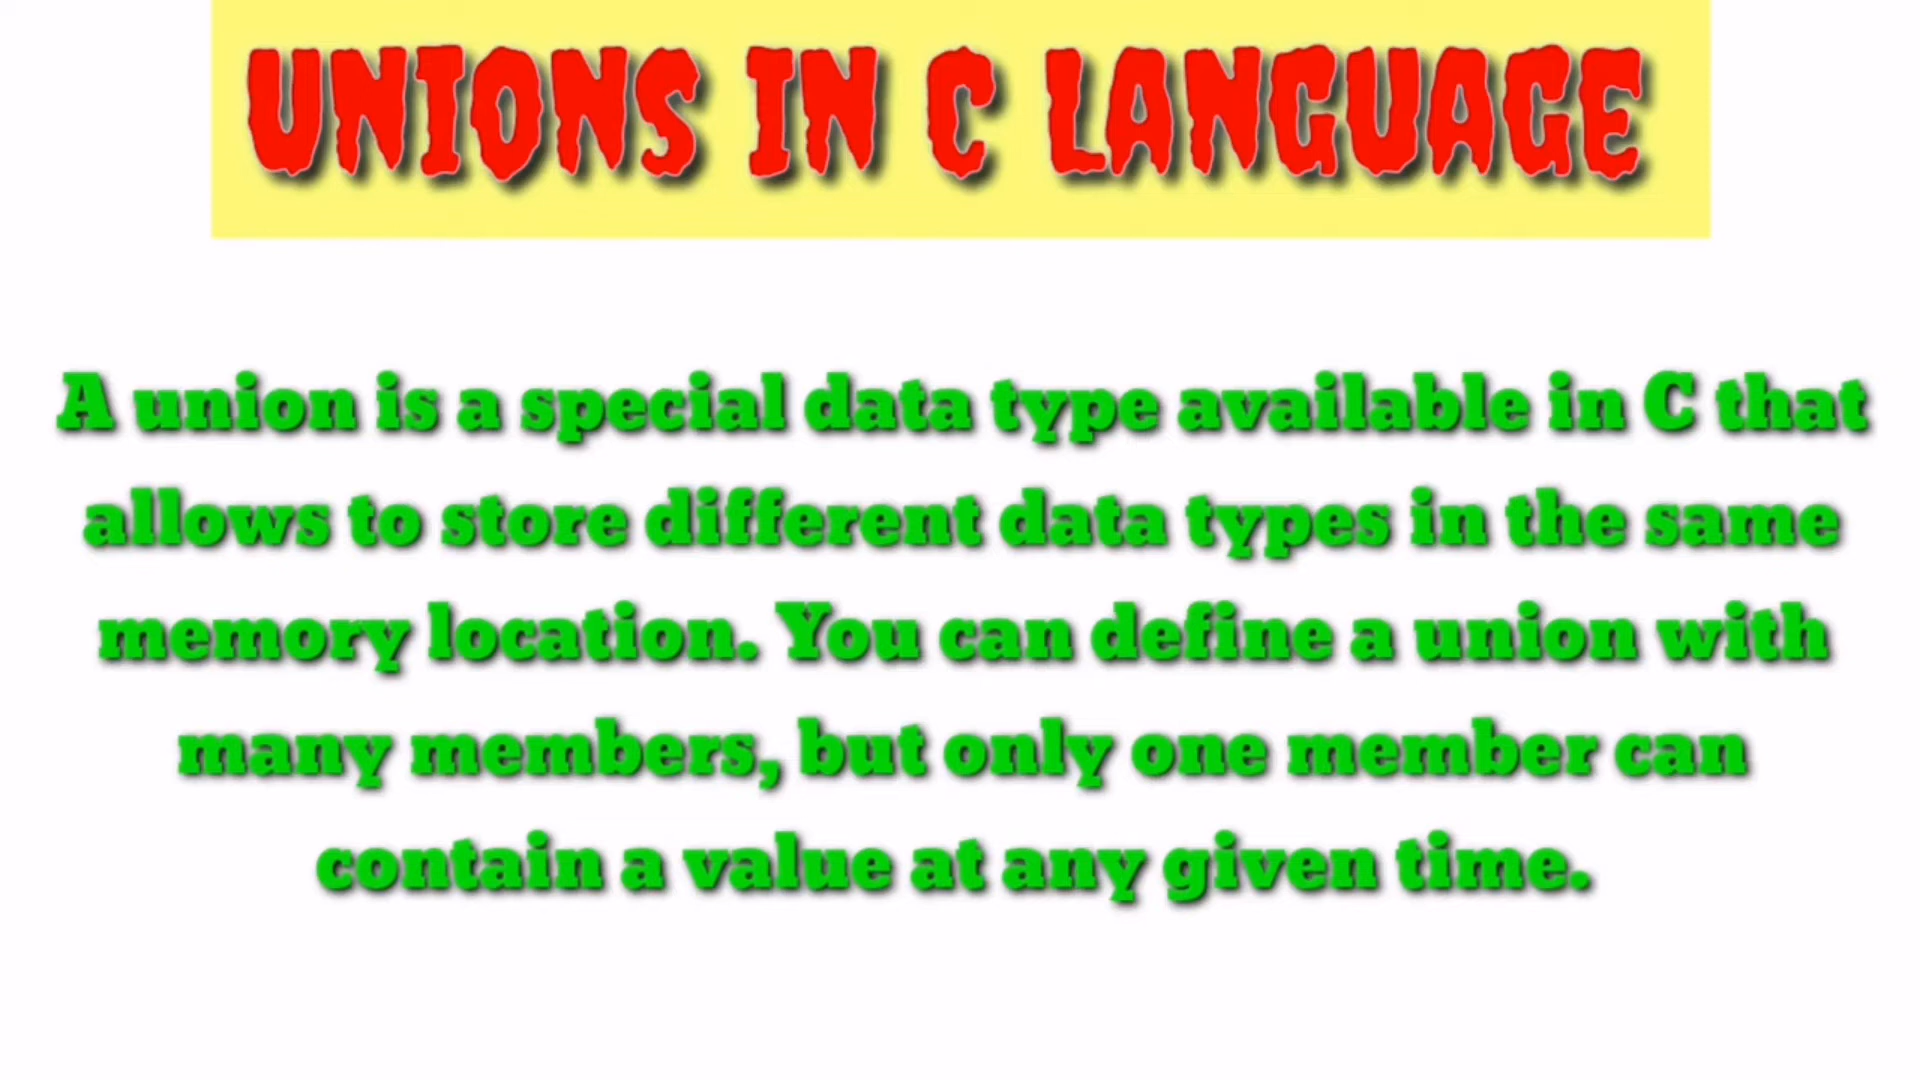 UNIONS IN C LANGUAGE
A union is a special data type available in C that
allows to store different data types in the same
memory location. You can define a union with
many members, but only one member can
contain a value at any given time.